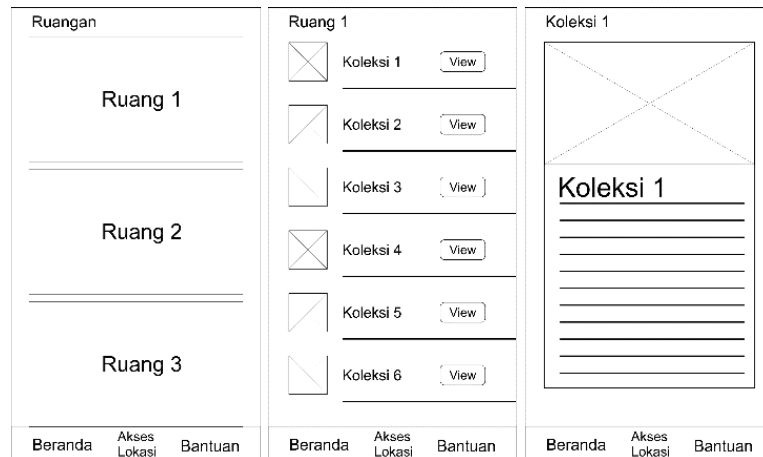 Ruangan
Ruang 1
Ruang 2
Ruang 3
Beranda Akses Lokasi Bantuan
Ruang 1
Koleksi 1 View
Koleksi 2 View
Koleksi 3 View
Koleksi 4 View
Koleksi 5 View
Koleksi 6 View
Beranda Akses Lokasi Bantuan
Koleksi 1
Koleksi 1
Beranda Akses Lokasi Bantuan